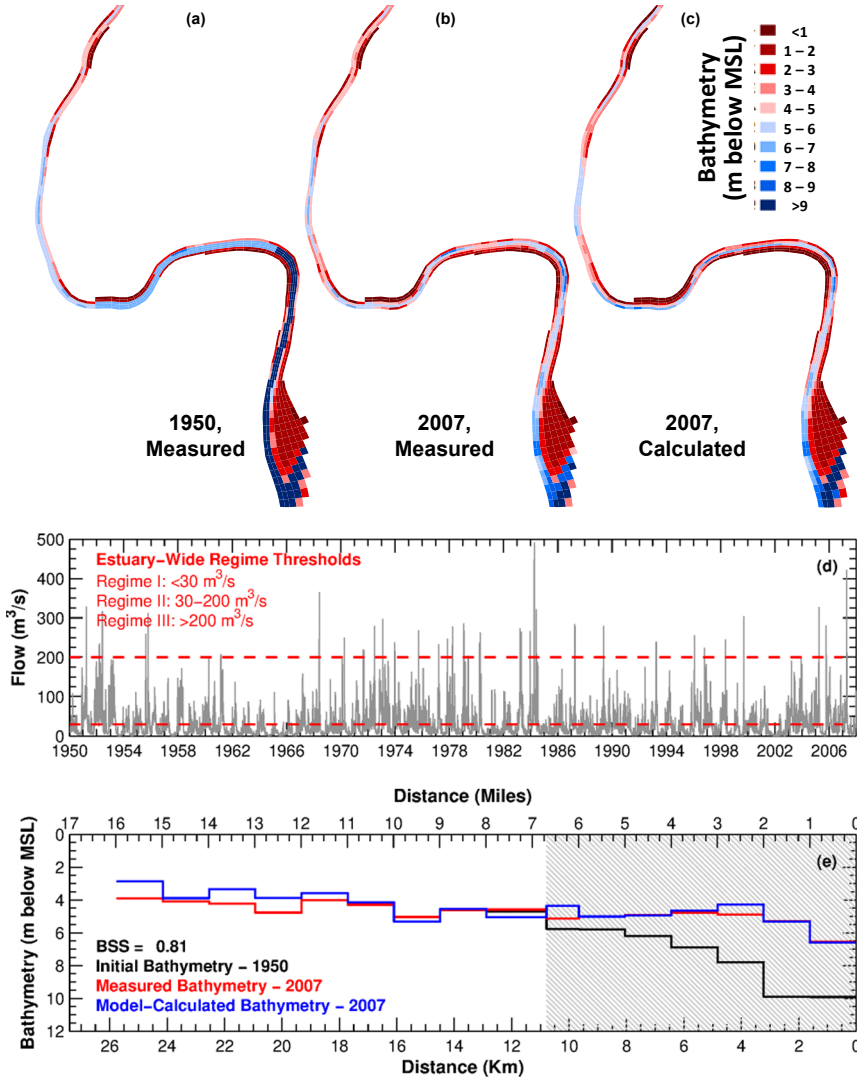 (a)
(b)
(c)
Bathymetry
(m below MSL)
<1
1 – 2
2 – 3
3 – 4
4 – 5
5 – 6
6 – 7
7 – 8
8 – 9
>9
1950,
Measured
2007,
Measured
2007,
Calculated
Flow (m³/s)
500
400
300
200
100
0
Estuary–Wide Regime Thresholds
Regime I: <30 m³/s
Regime II: 30–200 m³/s
Regime III: >200 m³/s
(d)
1950 1954 1958 1962 1966 1970 1974 1978 1982 1986 1990 1994 1998 2002 2006
Distance (Miles)
17 16 15 14 13 12 11 10 9 8 7 6 5 4 3 2 1 0
Bathymetry (m below MSL)
0
2
4
6
8
10
12
(e)
BSS = 0.81
Initial Bathymetry – 1950
Measured Bathymetry – 2007
Model–Calculated Bathymetry – 2007
26 24 22 20 18 16 14 12 10 8 6 4 2 0
Distance (Km)